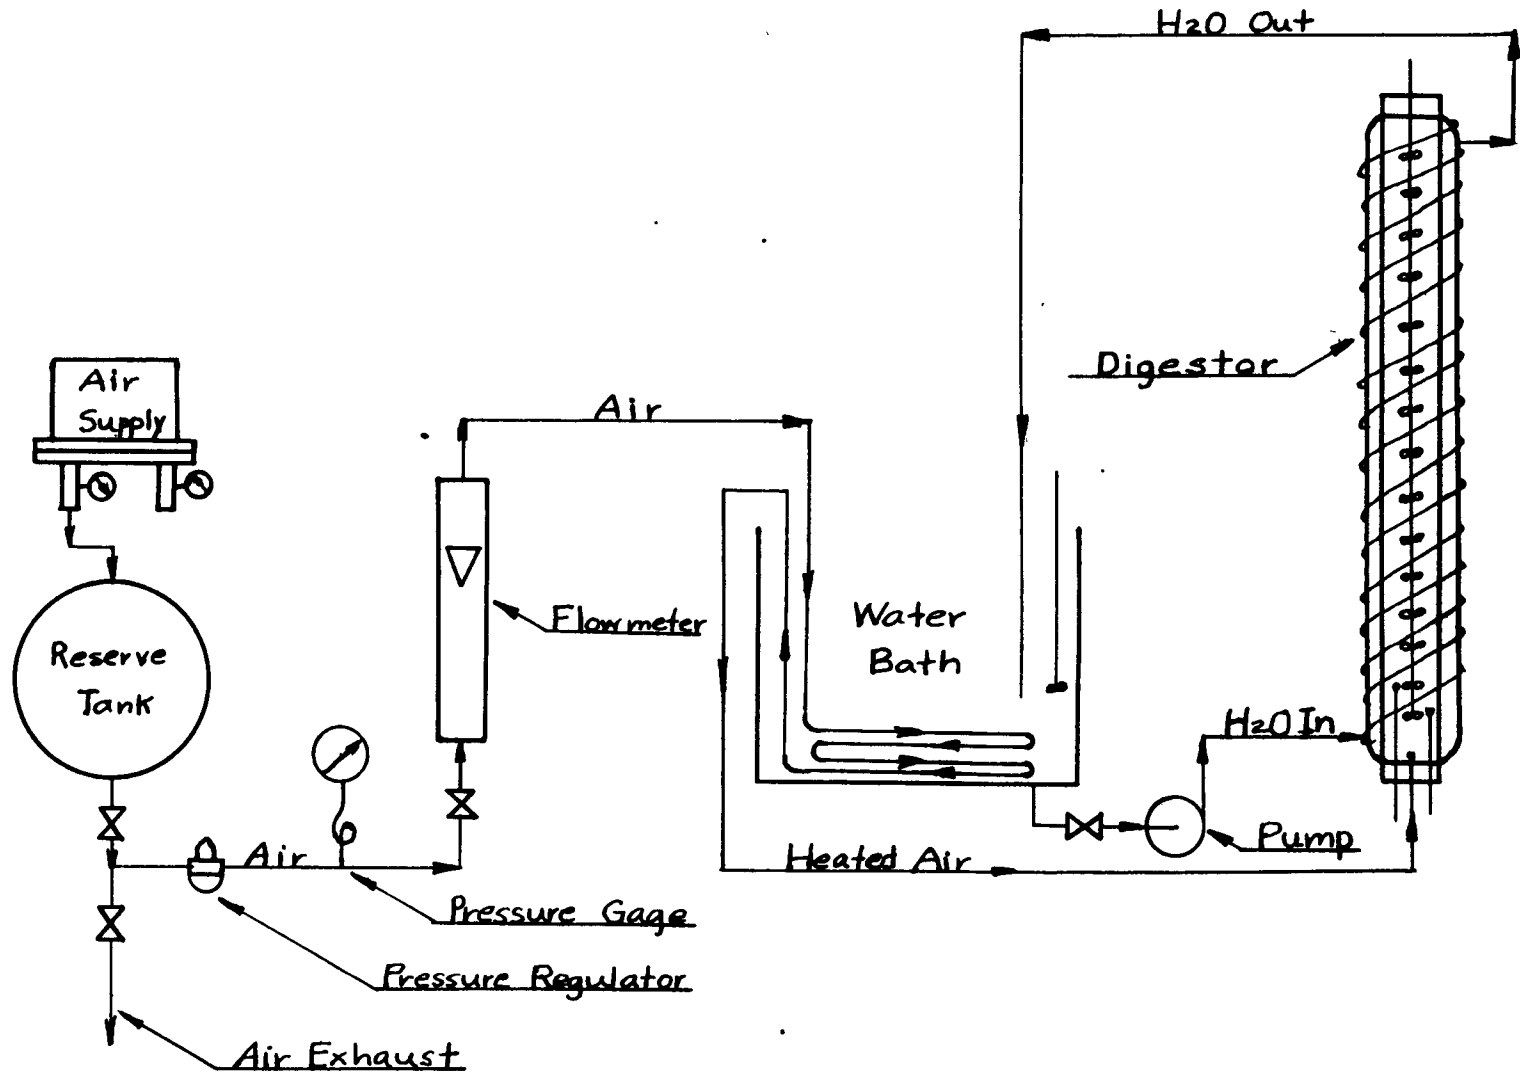 H2O Out
Air
Supply
Digestor
Air
Flowmeter
Water
Bath
Reserve
Tank
H2O In
Pump
Air
Heated Air
Pressure Gage
Pressure Regulator
Air Exhaust